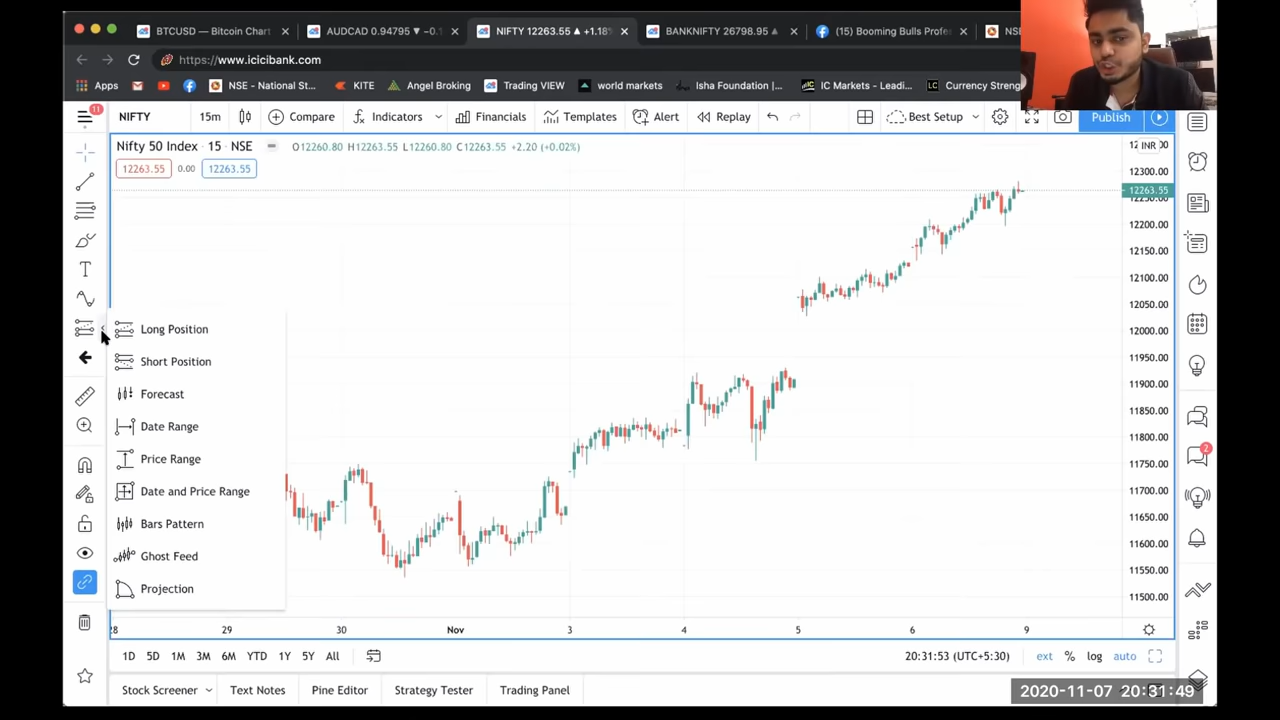 BTCUSD — Bitcoin Chart
AUDCAD 0.94795 ▼ −0.1
NIFTY 12263.55 ▲ +1.18%
BANKNIFTY 26798.95 ▲
(15) Booming Bulls Profe
NSE
https://www.icicibank.com
Apps
NSE - National St...
KITE
Angel Broking
Trading VIEW
world markets
Isha Foundation |...
IC Markets - Leadi...
Currency Streng
11
NIFTY
15m
Compare
Indicators
Financials
Templates
Alert
Replay
Best Setup
Publish
Nifty 50 Index · 15 · NSE
O12260.80 H12263.55 L12260.80 C12263.55 +2.20 (+0.02%)
INR
12263.55
0.00
12263.55
12300.00
12263.55
12250.00
12200.00
12150.00
12100.00
12050.00
12000.00
11950.00
11900.00
11850.00
11800.00
11750.00
11700.00
11650.00
11600.00
11550.00
11500.00
Long Position
Short Position
Forecast
Date Range
Price Range
Date and Price Range
Bars Pattern
Ghost Feed
Projection
2
28
29
30
Nov
3
4
5
6
9
1D 5D 1M 3M 6M YTD 1Y 5Y All
20:31:53 (UTC+5:30)
ext % log auto
Stock Screener
Text Notes
Pine Editor
Strategy Tester
Trading Panel
2020-11-07 20:31:49